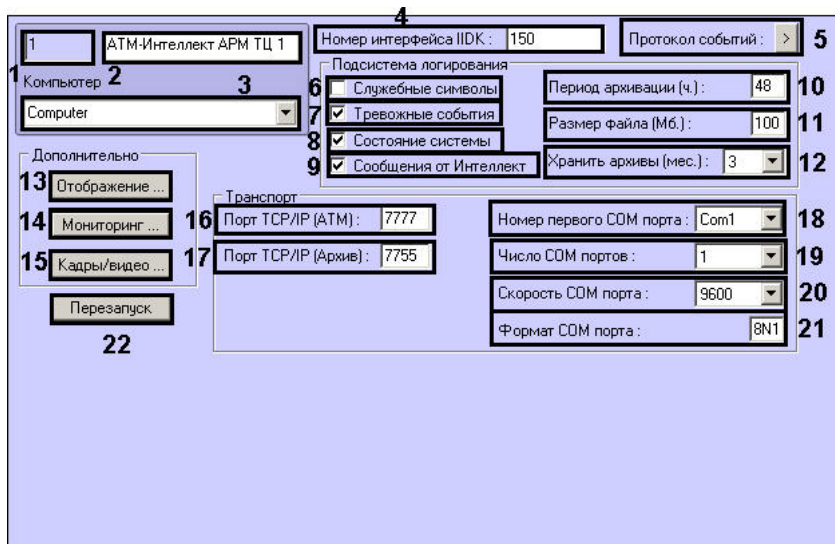 4
1 АТМ-Интеллект АРМ ТЦ 1
Номер интерфейса IIDK : 150
Протокол событий : > 5
1 2
Компьютер 3
Computer
Подсистема логирования
6 Служебные символы
7 Тревожные события
8 Состояние системы
9 Сообщения от Интеллект
Период архивации (ч.) : 48 10
Размер файла (Мб.) : 100 11
Хранить архивы (мес.) : 3 12
Дополнительно
13 Отображение ...
14 Мониторинг ...
15 Кадры/видео ...
Перезапуск
22
Транспорт
16 Порт TCP/IP (ATM) : 7777
17 Порт TCP/IP (Архив) : 7755
Номер первого COM порта : Com1 18
Число COM портов : 1 19
Скорость COM порта : 9600 20
Формат COM порта : 8N1 21